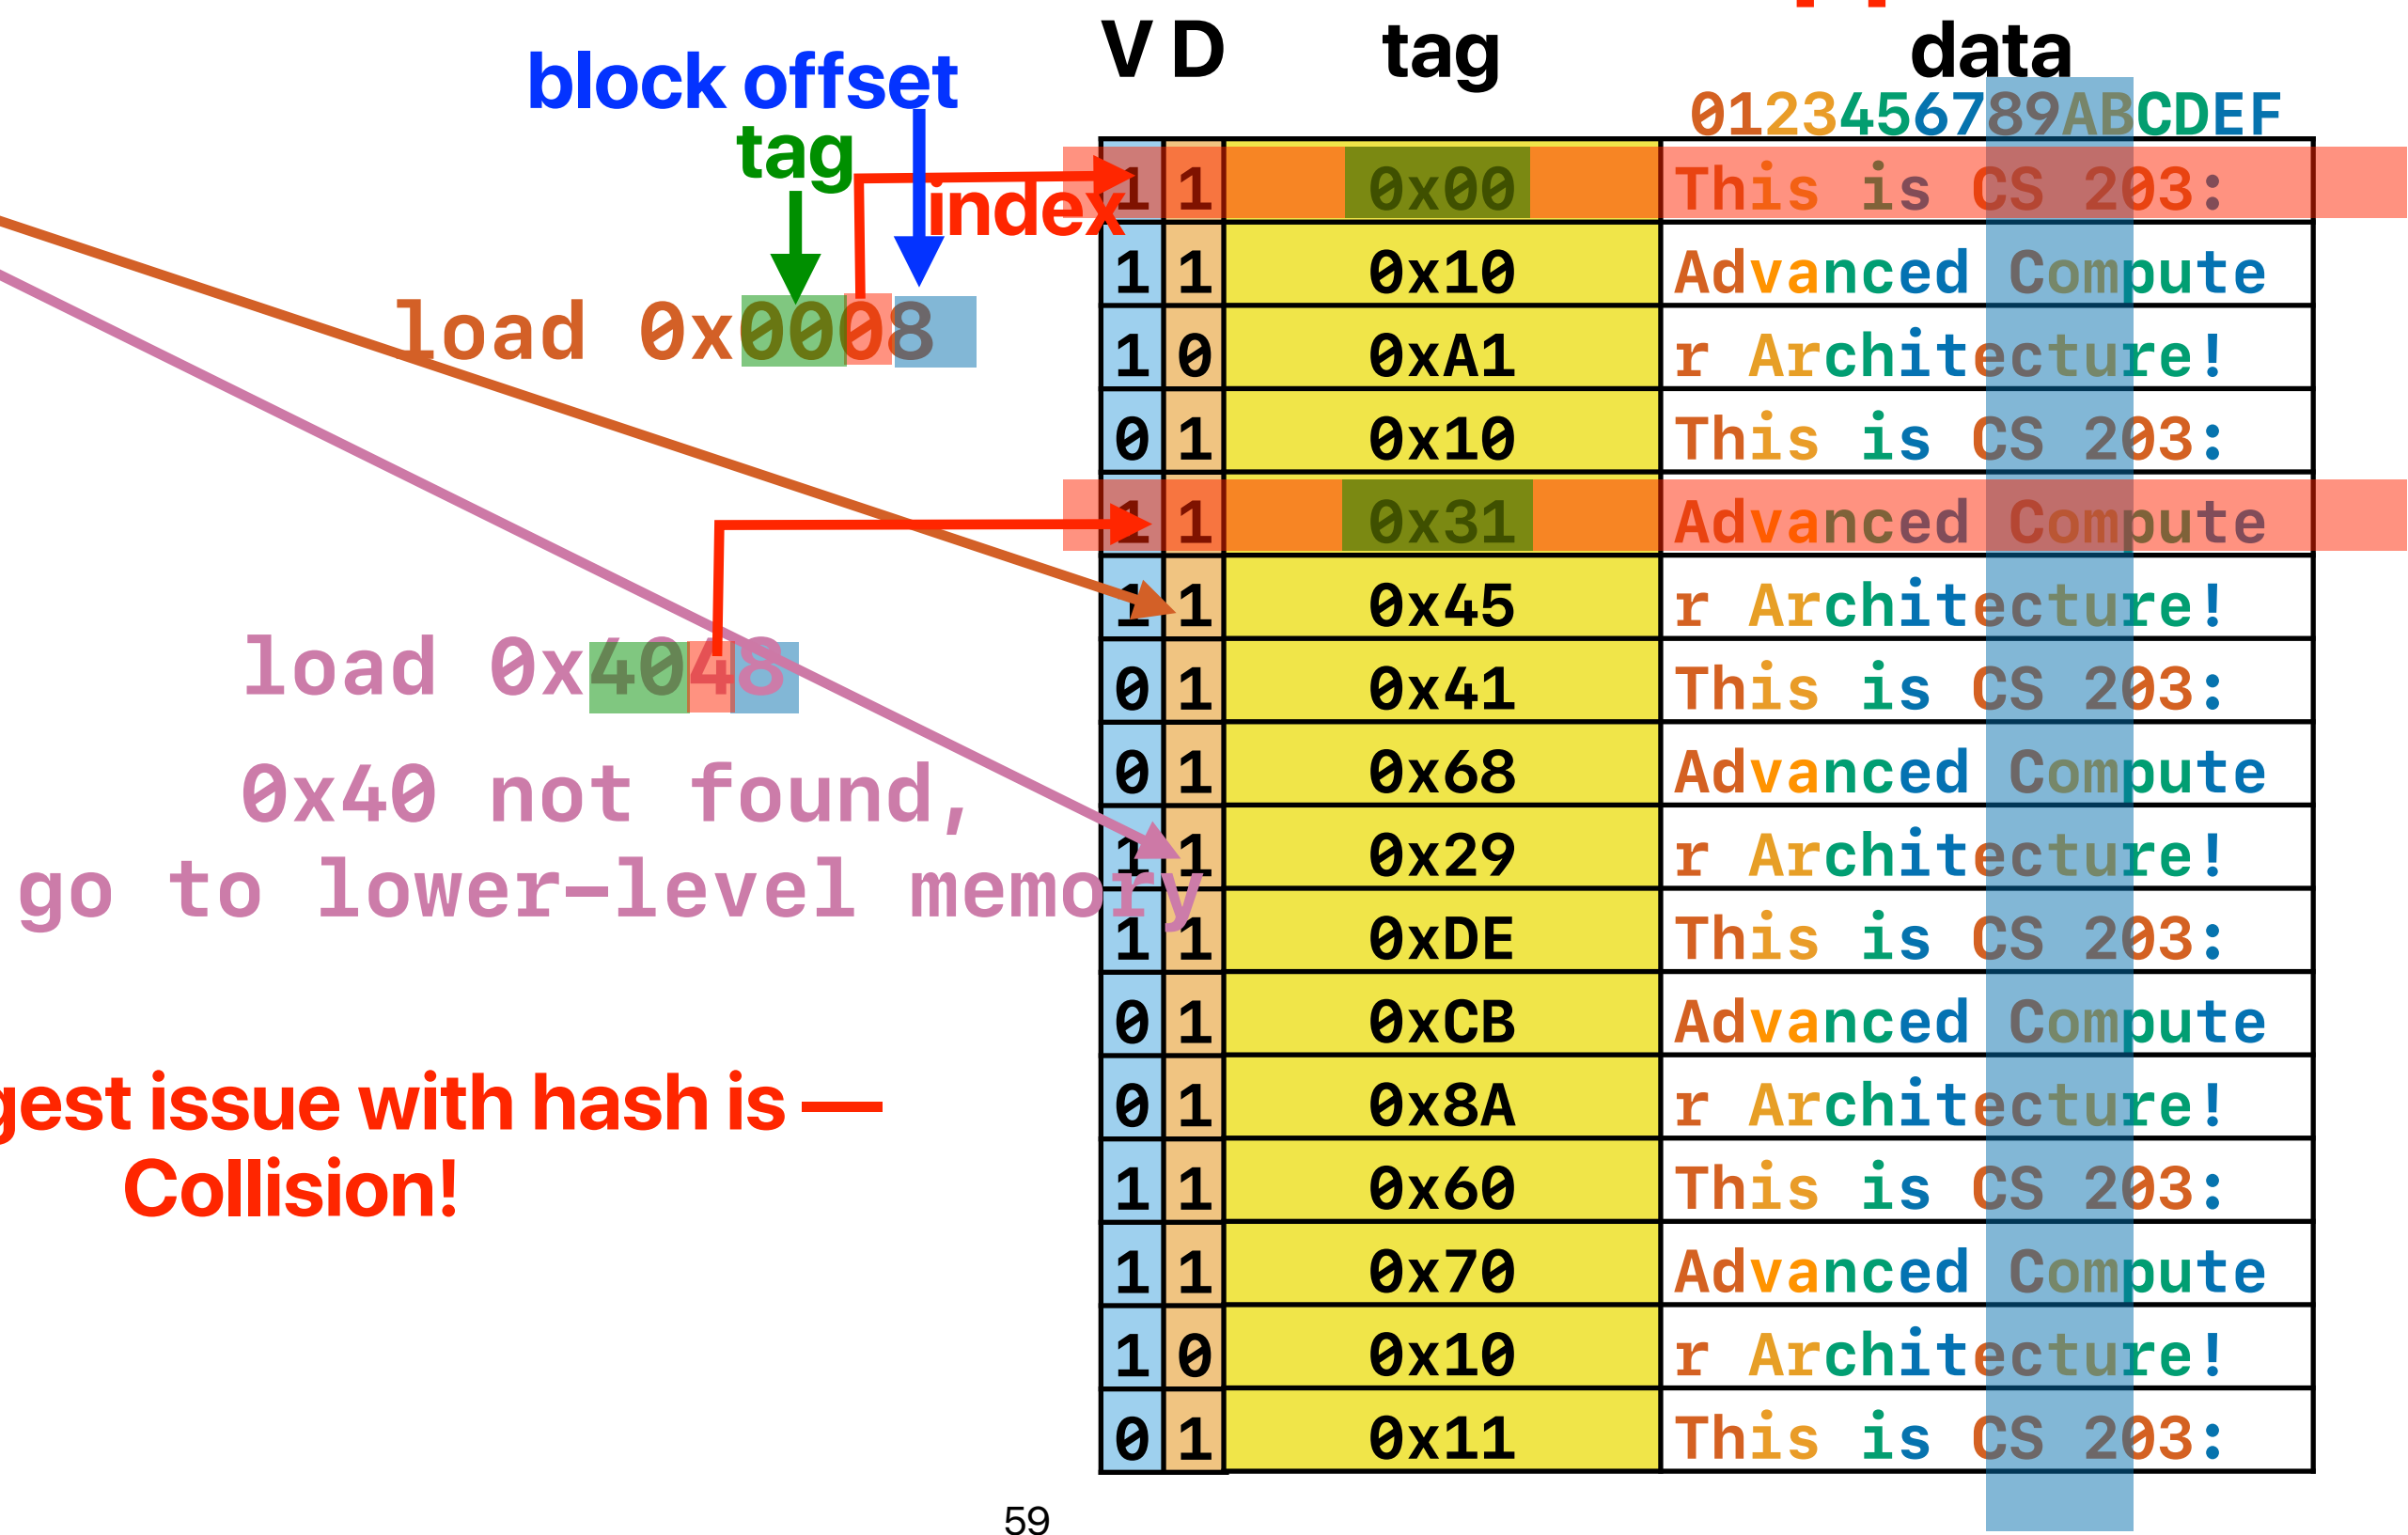 V D tag data
0123456789ABCDEF
block offset
tag
index
load 0x0008
load 0x4048
0x40 not found,
go to lower-level memory
gest issue with hash is —
Collision!
1 1 0x00 This is CS 203:
1 1 0x10 Advanced Compute
1 0 0xA1 r Architecture!
0 1 0x10 This is CS 203:
1 1 0x31 Advanced Compute
1 1 0x45 r Architecture!
0 1 0x41 This is CS 203:
0 1 0x68 Advanced Compute
1 1 0x29 r Architecture!
1 1 0xDE This is CS 203:
0 1 0xCB Advanced Compute
0 1 0x8A r Architecture!
1 1 0x60 This is CS 203:
1 1 0x70 Advanced Compute
1 0 0x10 r Architecture!
0 1 0x11 This is CS 203:
59